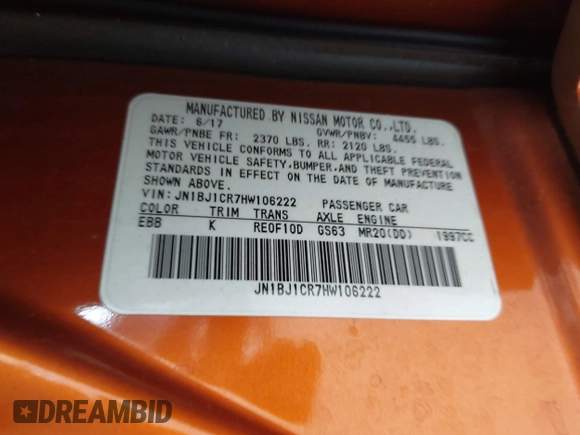 MANUFACTURED BY NISSAN MOTOR CO.,LTD.
DATE: 6/17 GVWR/PNBV: 4455 LBS.
GAWR/PNBE FR: 2370 LBS. RR: 2120 LBS.
THIS VEHICLE CONFORMS TO ALL APPLICABLE FEDERAL
MOTOR VEHICLE SAFETY,BUMPER,AND THEFT PREVENTION
STANDARDS IN EFFECT ON THE DATE OF MANUFACTURE
SHOWN ABOVE.
VIN: JN1BJ1CR7HW106222 PASSENGER CAR
COLOR TRIM TRANS AXLE ENGINE
EBB K RE0F10D GS63 MR20(DD) 1997CC
JN1BJ1CR7HW106222
DREAMBID